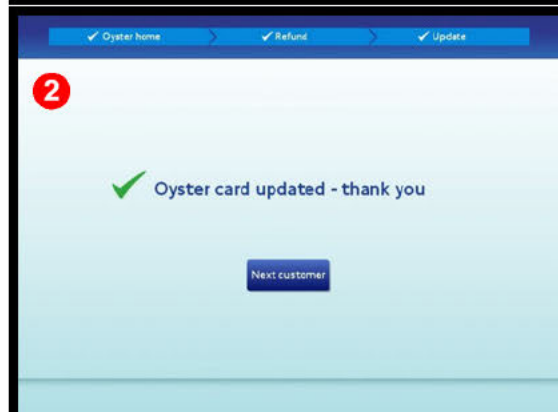 ✓ Oyster home > ✓ Refund > ✓ Update
2
✓ Oyster card updated - thank you
Next customer